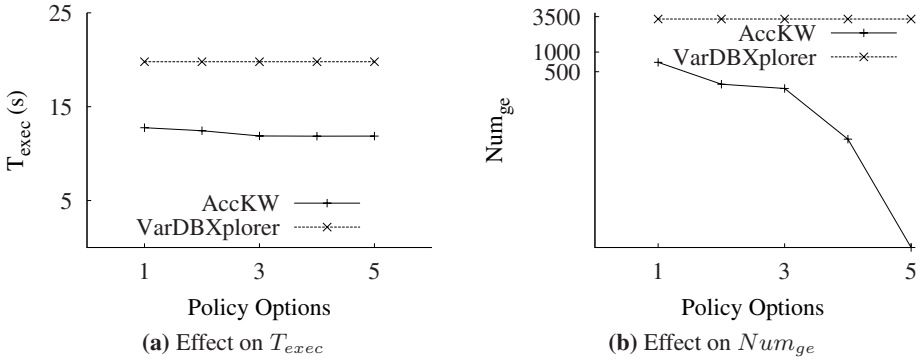 25
15
5
T_exec (s)
AccKW
VarDBXplorer
1 3 5
Policy Options
(a) Effect on T_exec
3500
1000
500
Num_ge
AccKW
VarDBXplorer
1 3 5
Policy Options
(b) Effect on Num_ge